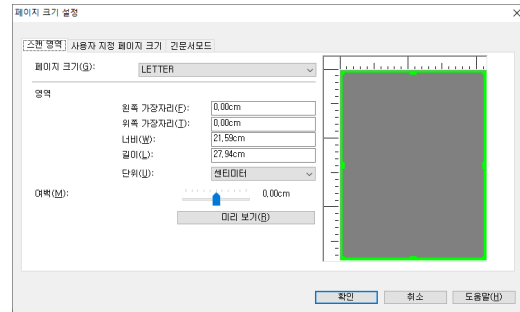 페이지 크기 설정
스캔 영역 사용자 지정 페이지 크기 긴문서모드
페이지 크기(G): LETTER
영역
왼쪽 가장자리(F): 0,00cm
위쪽 가장자리(T): 0,00cm
너비(W): 21,59cm
길이(L): 27,94cm
단위(U): 센티미터
여백(M): 0,00cm
미리 보기(R)
확인 취소 도움말(H)